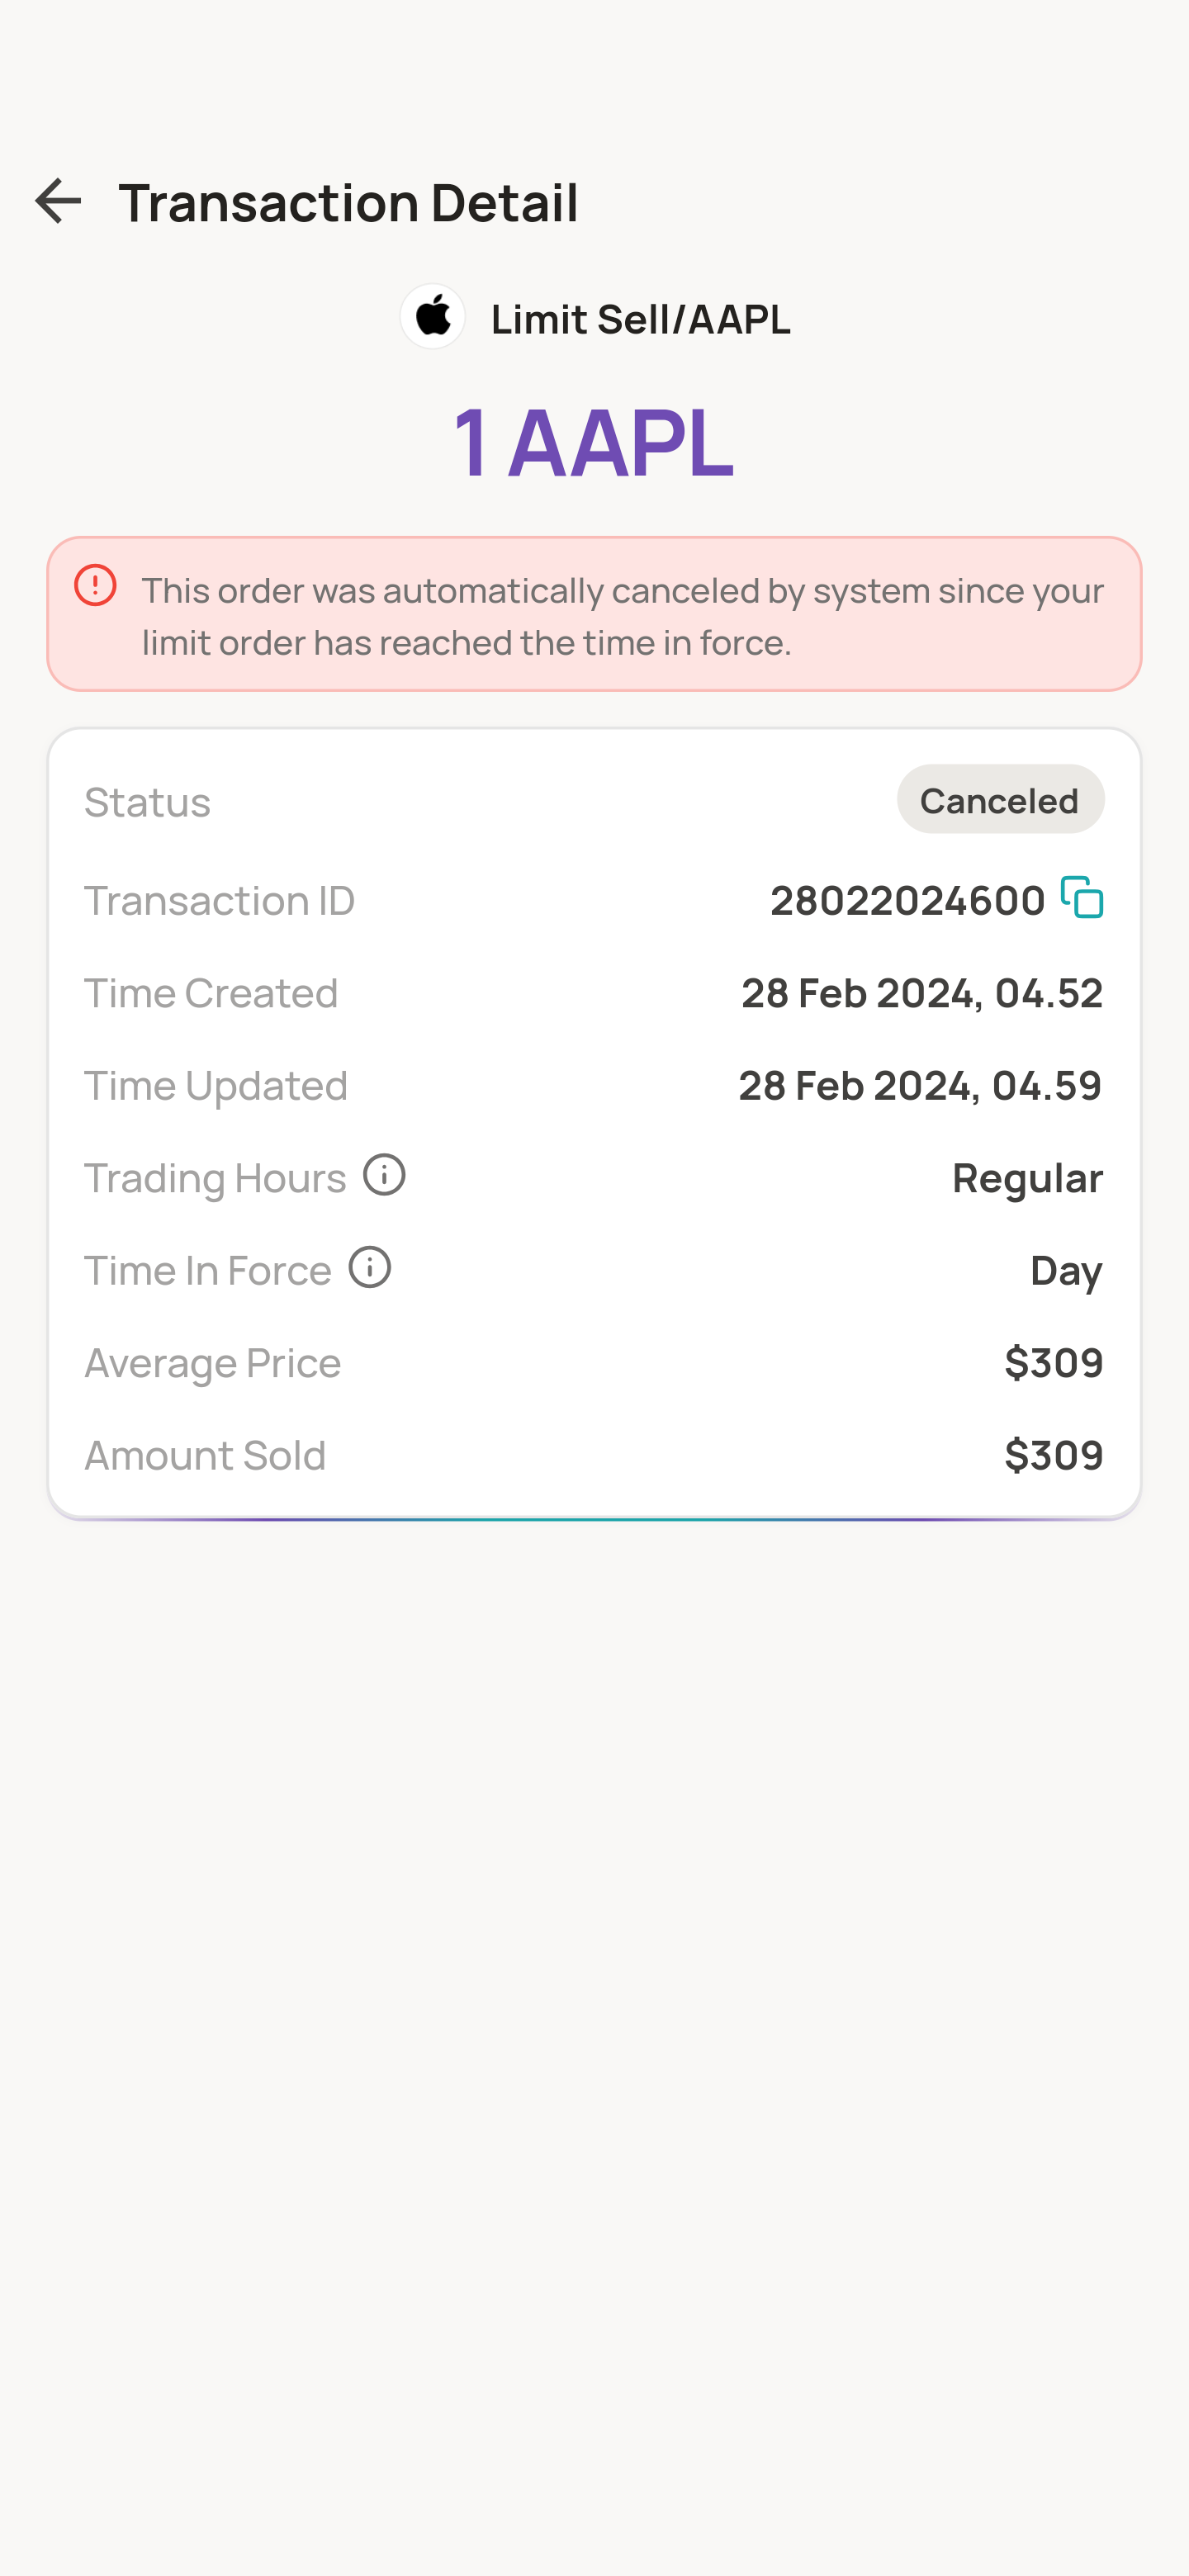 Transaction Detail
Limit Sell/AAPL
1 AAPL
This order was automatically canceled by system since your
limit order has reached the time in force.
Status Canceled
Transaction ID 28022024600
Time Created 28 Feb 2024, 04.52
Time Updated 28 Feb 2024, 04.59
Trading Hours Regular
Time In Force Day
Average Price $309
Amount Sold $309